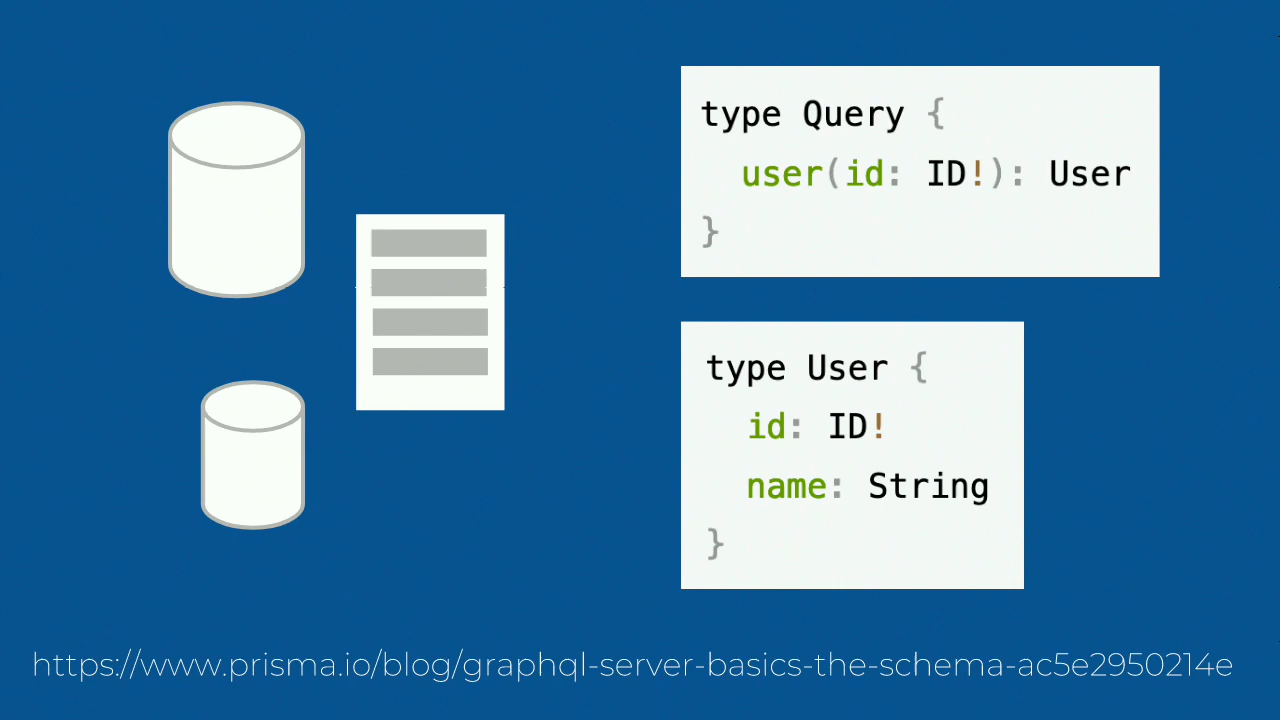 type Query {
  user(id: ID!): User
}
type User {
  id: ID!
  name: String
}
https://www.prisma.io/blog/graphql-server-basics-the-schema-ac5e2950214e